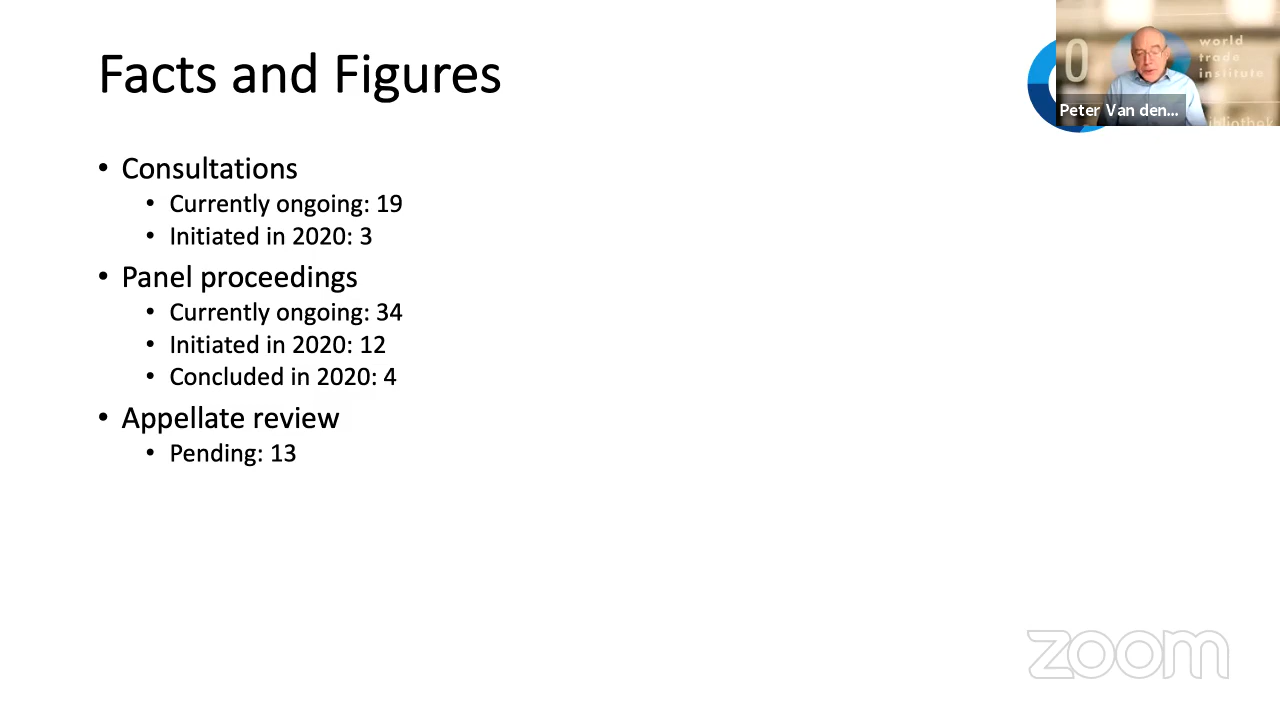 Facts and Figures
• Consultations
• Currently ongoing: 19
• Initiated in 2020: 3
• Panel proceedings
• Currently ongoing: 34
• Initiated in 2020: 12
• Concluded in 2020: 4
• Appellate review
• Pending: 13
world
trade
institute
Peter Van den...
zoom